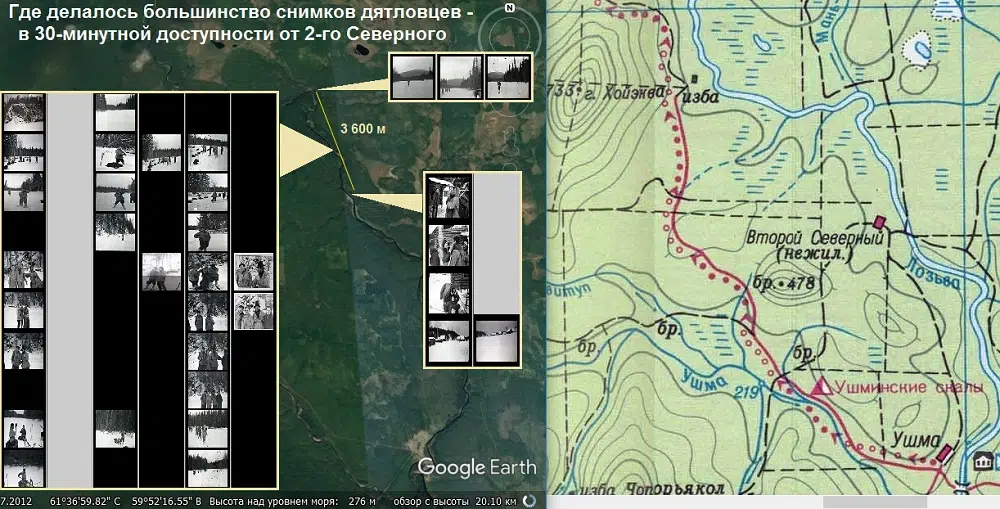 Где делалось большинство снимков дятловцев -
в 30-минутной доступности от 2-го Северного
N
3 600 м
Google Earth
7.2012 61°36'59.82" С 59°52'16.55" В Высота над уровнем моря: 276 м обзор с высоты 20.10 км
733 г. Хойэква
изба
Мань
Второй Северный
(нежил.)
Лозьва
бр. 478
бр.
бр.
бр.
Ушма
219
Ушминские скалы
Ушма
изба Чопорьякол